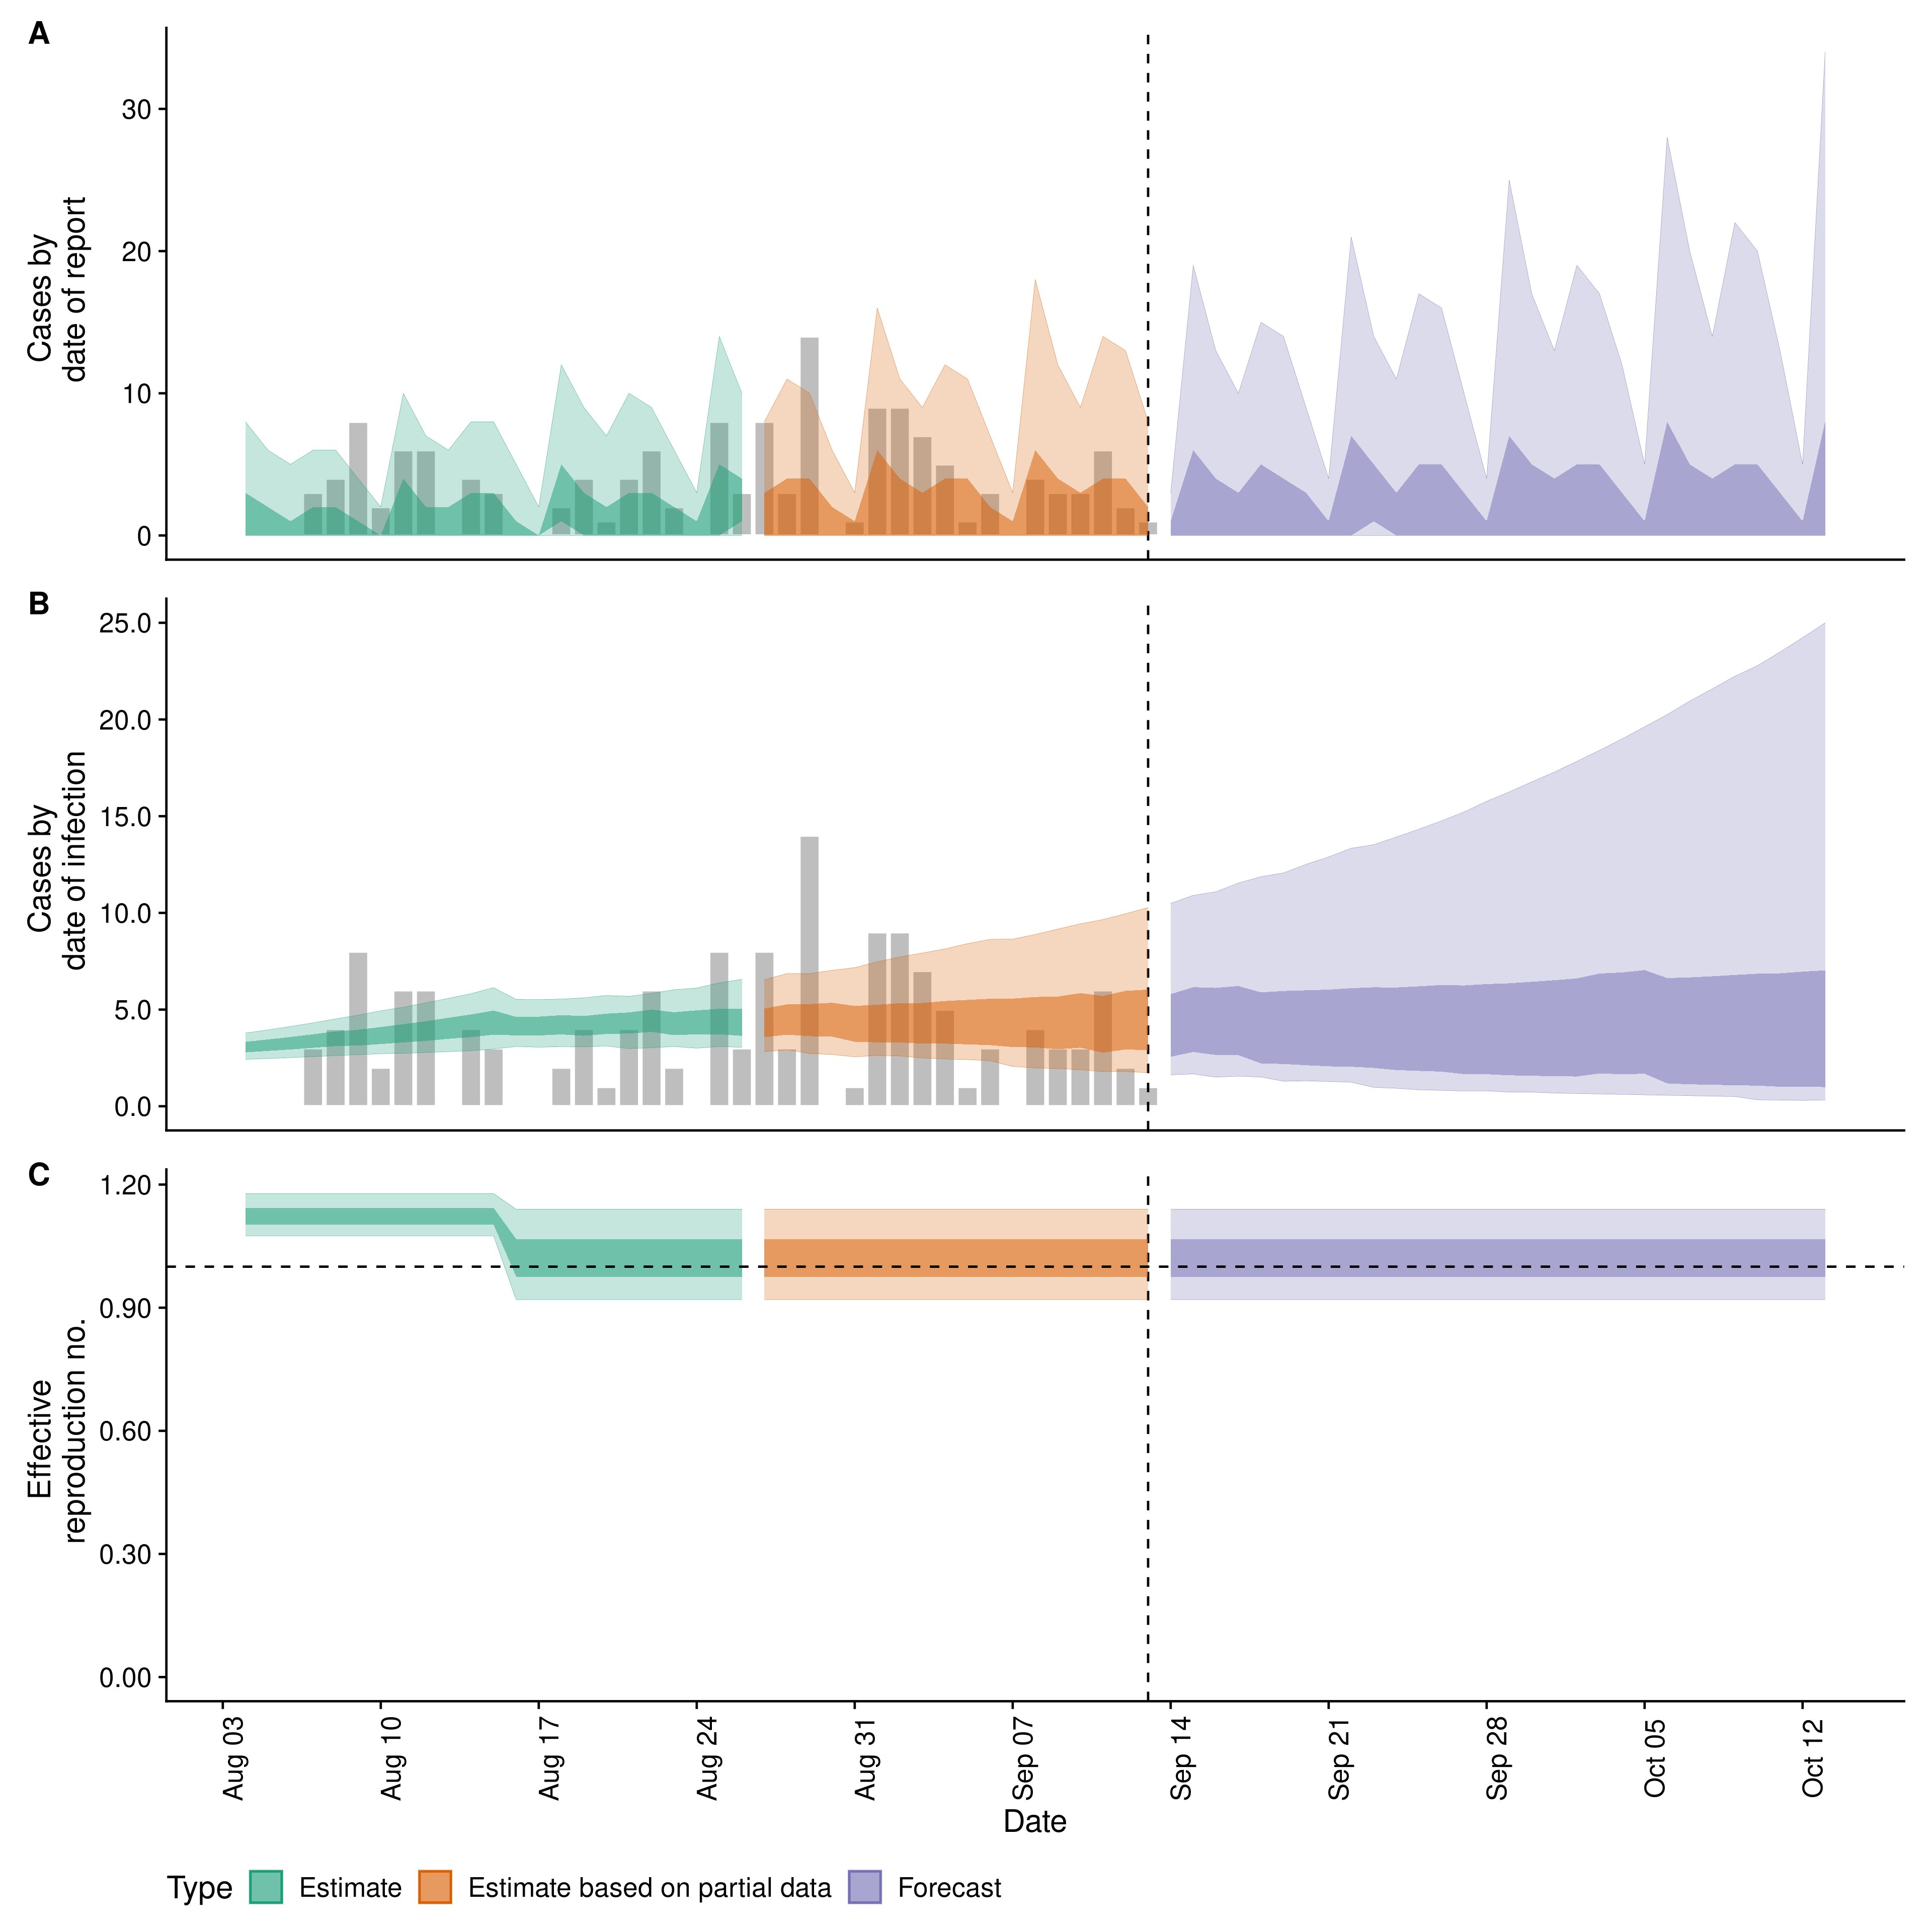 A
30
20
10
0
Cases by
date of report
B
25.0
20.0
15.0
10.0
5.0
0.0
Cases by
date of infection
C
1.20
0.90
0.60
0.30
0.00
Effective
reproduction no.
Aug 03
Aug 10
Aug 17
Aug 24
Aug 31
Sep 07
Sep 14
Sep 21
Sep 28
Oct 05
Oct 12
Date
Type Estimate Estimate based on partial data Forecast